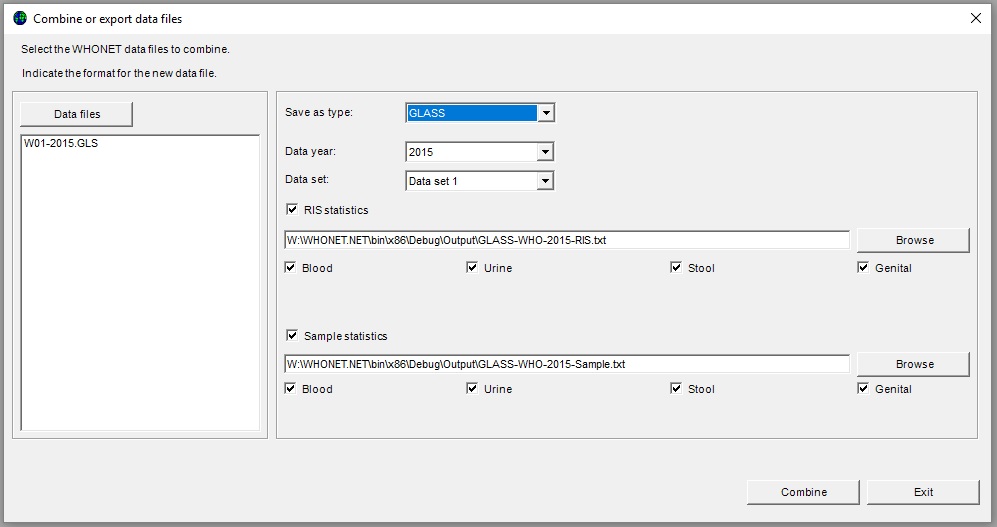 Combine or export data files
Select the WHONET data files to combine.
Indicate the format for the new data file.
Data files
W01-2015.GLS
Save as type:
GLASS
Data year:
2015
Data set:
Data set 1
RIS statistics
W:\WHONET.NET\bin\x86\Debug\Output\GLASS-WHO-2015-RIS.txt
Browse
Blood
Urine
Stool
Genital
Sample statistics
W:\WHONET.NET\bin\x86\Debug\Output\GLASS-WHO-2015-Sample.txt
Browse
Blood
Urine
Stool
Genital
Combine
Exit